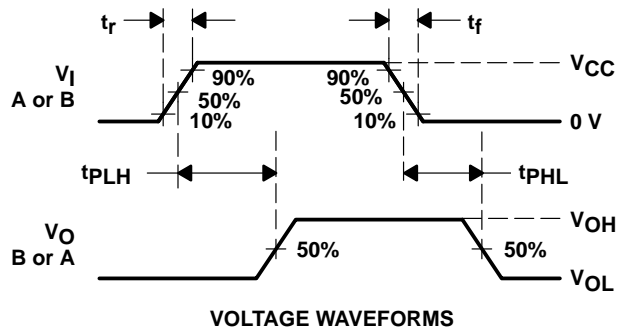 tr
tf
VI
A or B
90%
50%
10%
90%
50%
10%
VCC
0 V
tPLH
tPHL
VO
B or A
50%
50%
VOH
VOL
VOLTAGE WAVEFORMS